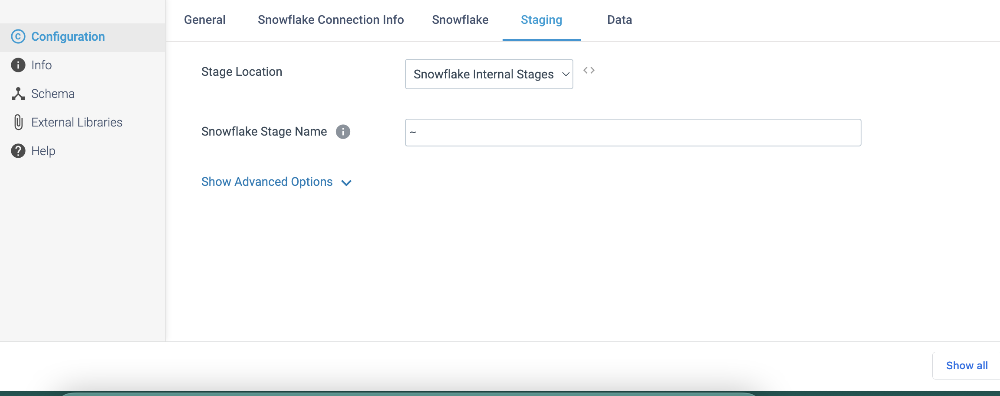 General Snowflake Connection Info Snowflake Staging Data
Configuration
Info
Schema
External Libraries
Help
Stage Location Snowflake Internal Stages
Snowflake Stage Name ~
Show Advanced Options
Show all